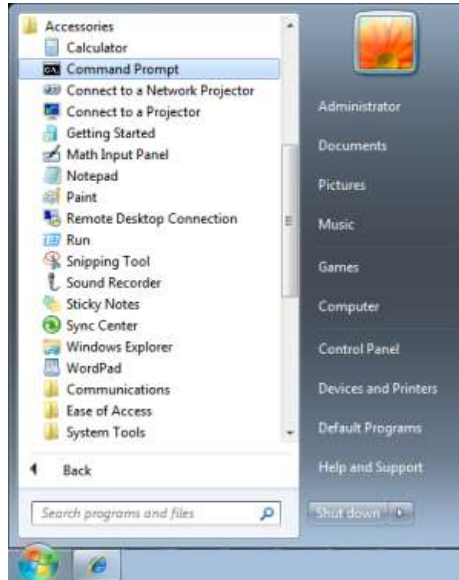 Accessories
Calculator
Command Prompt
Connect to a Network Projector
Connect to a Projector
Getting Started
Math Input Panel
Notepad
Paint
Remote Desktop Connection
Run
Snipping Tool
Sound Recorder
Sticky Notes
Sync Center
Windows Explorer
WordPad
Communications
Ease of Access
System Tools
Back
Search programs and files
Administrator
Documents
Pictures
Music
Games
Computer
Control Panel
Devices and Printers
Default Programs
Help and Support
Shut down